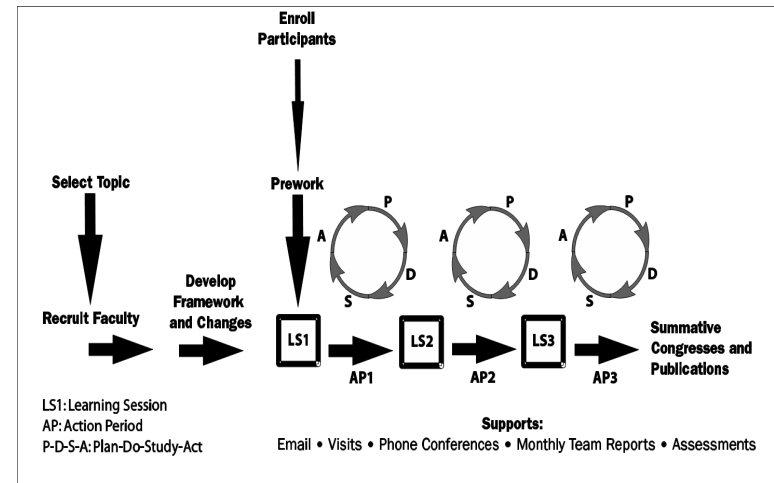 Enroll
Participants
Select Topic
Prework
P
P
P
A
A
A
D
D
D
S
S
S
Develop
Framework
and Changes
Recruit Faculty
LS1
LS2
LS3
Summative
Congresses and
Publications
AP1
AP2
AP3
LS1: Learning Session
AP: Action Period
P-D-S-A: Plan-Do-Study-Act
Supports:
Email • Visits • Phone Conferences • Monthly Team Reports • Assessments